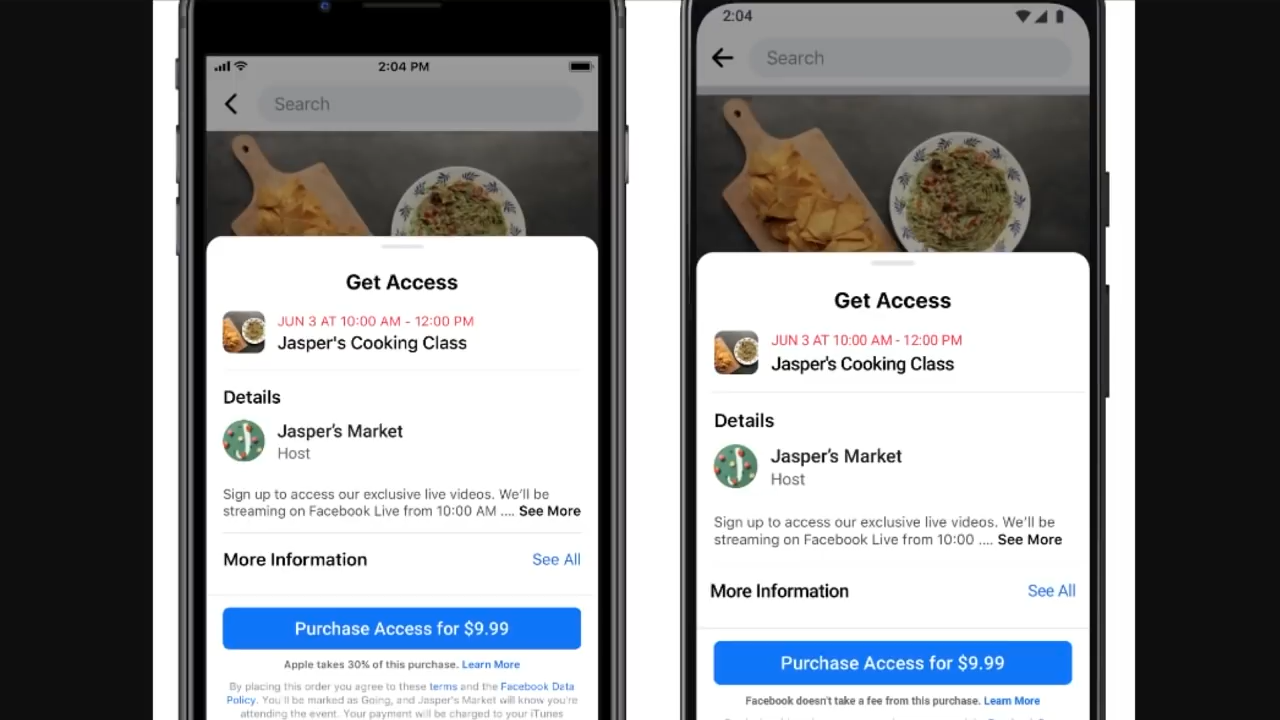 2:04 PM
Search
Get Access
JUN 3 AT 10:00 AM - 12:00 PM
Jasper's Cooking Class
Details
Jasper's Market
Host
Sign up to access our exclusive live videos. We'll be
streaming on Facebook Live from 10:00 AM .... See More
More Information
See All
Purchase Access for $9.99
Apple takes 30% of this purchase. Learn More
By placing this order you agree to these terms and the Facebook Data
Policy. You'll be marked as Going, and Jasper's Market will know you're
attending the event. Your payment will be charged to your iTunes
2:04
Search
Get Access
JUN 3 AT 10:00 AM - 12:00 PM
Jasper's Cooking Class
Details
Jasper's Market
Host
Sign up to access our exclusive live videos. We'll be
streaming on Facebook Live from 10:00 .... See More
More Information
See All
Purchase Access for $9.99
Facebook doesn't take a fee from this purchase. Learn More